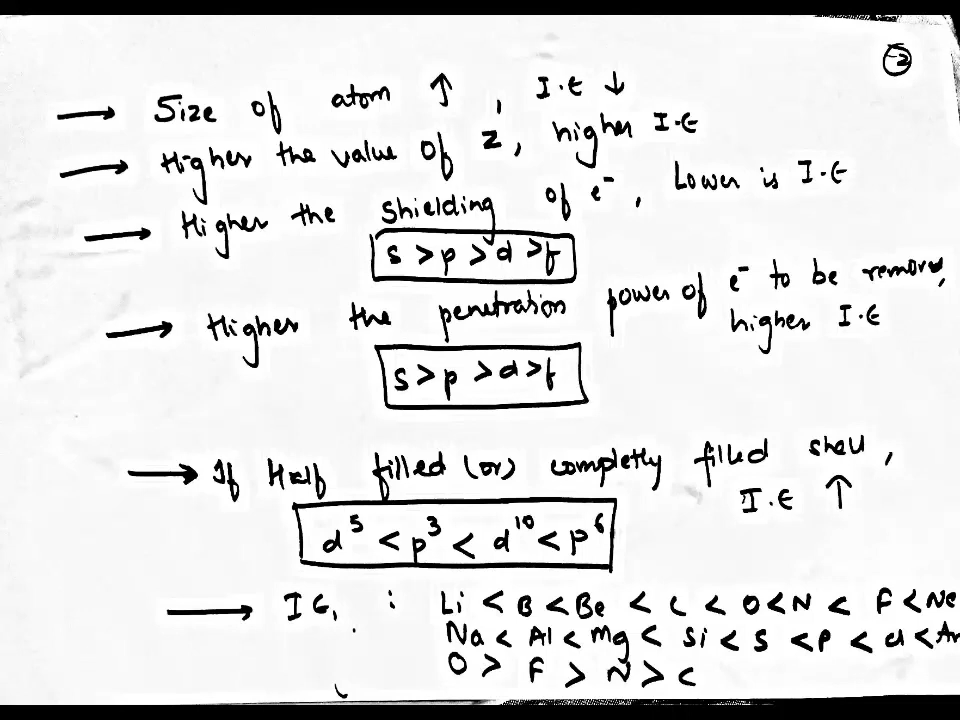 2
→ Size of atom ↑, I.E ↓
→ Higher the value of Z, higher I.E
→ Higher the shielding of e⁻, Lower is I.E
s > p > d > f
→ Higher the penetration power of e⁻ to be remove,
higher I.E
s > p > d > f
→ If Half filled (or) completly filled shell,
I.E ↑
d⁵ < p³ < d¹⁰ < p⁶
→ IE₁ : Li < B < Be < C < O < N < F < Ne
Na < Al < Mg < Si < S < P < Cl < Ar
O > F > N > C